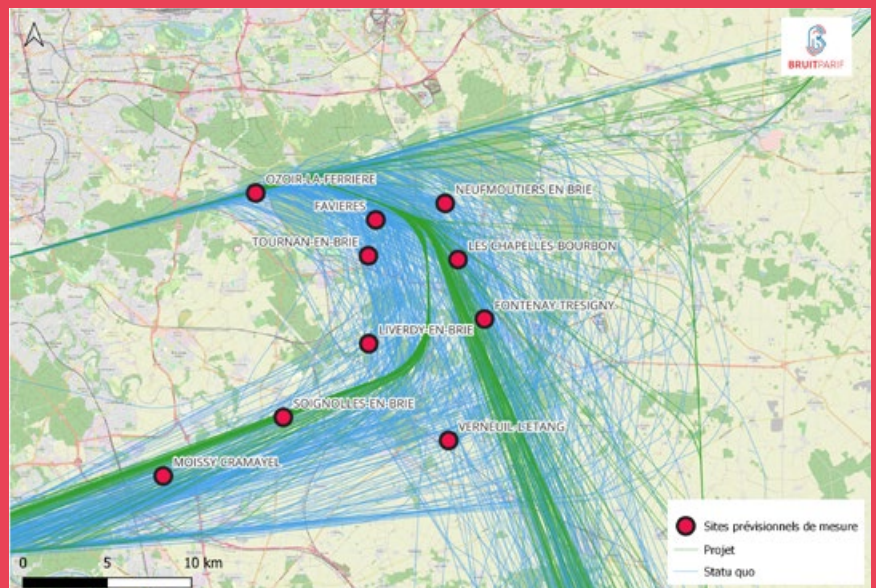 BRUITPARIF
OZOIR-LA-FERRIERE
NEUFMOUTIERS EN BRIE
FAVIERES
TOURNAN-EN-BRIE
LES CHAPELLES-BOURBON
FONTENAY-TRESIGNY
LIVERDY-EN-BRIE
SOIGNOLLES-EN-BRIE
VERNEUIL-L'ETANG
MOISSY-CRAMAYEL
Sites prévisionnels de mesure
Projet
Statu quo
0 5 10 km